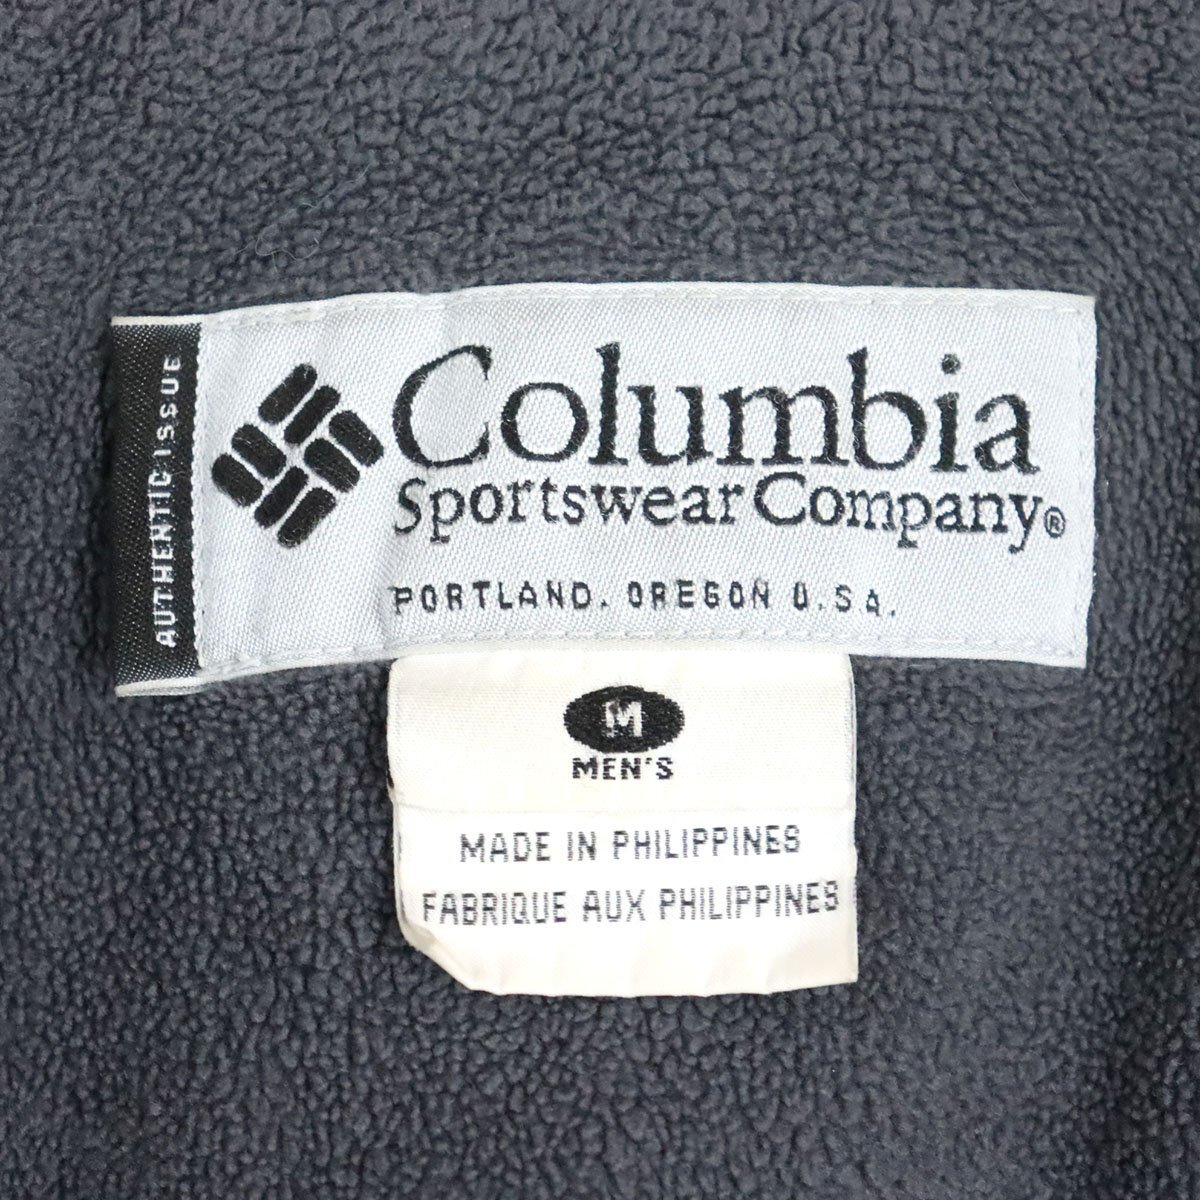 AUTHENTIC ISSUE
Columbia
Sportswear Company®
PORTLAND, OREGON U.S.A.
M
MEN'S
MADE IN PHILIPPINES
FABRIQUE AUX PHILIPPINES